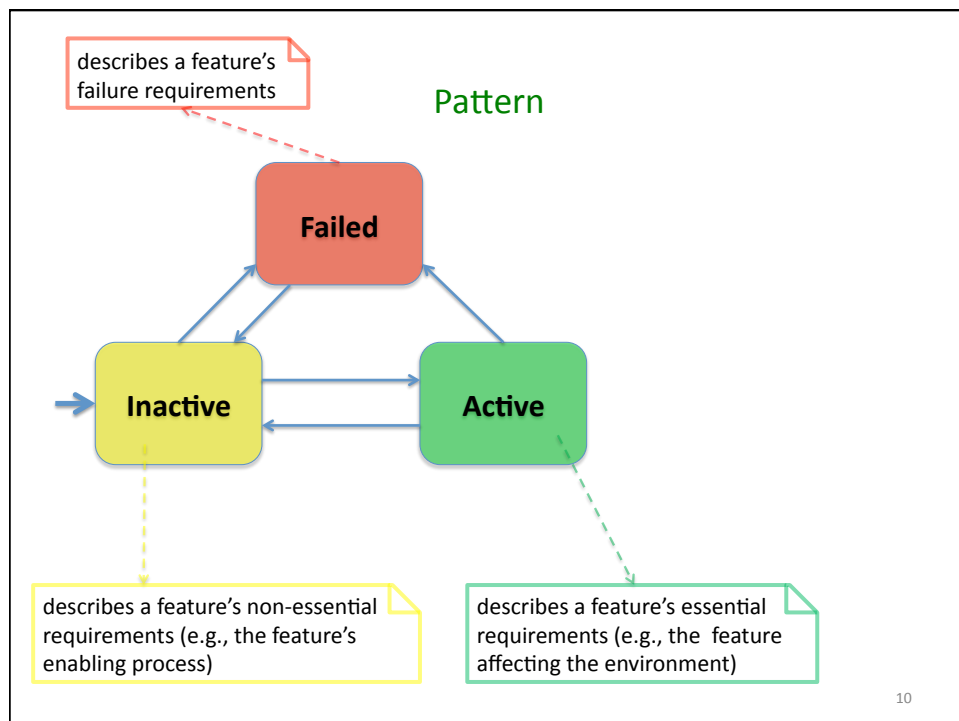 describes a feature's
failure requirements
Pattern
Failed
Inactive
Active
describes a feature's non-essential
requirements (e.g., the feature's
enabling process)
describes a feature's essential
requirements (e.g., the feature
affecting the environment)
10